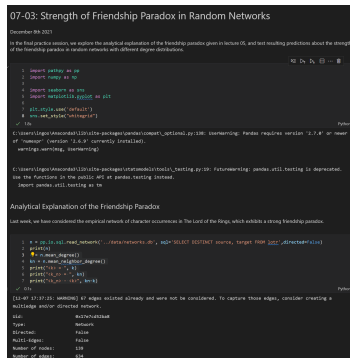 07-03: Strength of Friendship Paradox in Random Networks
December 8th 2021
In the final practice session, we explore the analytical explanation of the friendship paradox given in lecture 05, and test resulting predictions about the strength
of the friendship paradox in random networks with different degree distributions.
1 import pathpy as pp
2 import numpy as np
3
4 import seaborn as sns
5 import matplotlib.pyplot as plt
6
7 plt.style.use('default')
8 sns.set_style("whitegrid")
Python
C:\Users\ingos\Anaconda3\lib\site-packages\pandas\compat\_optional.py:138: UserWarning: Pandas requires version '2.7.0' or newer
of 'numexpr' (version '2.6.9' currently installed).
warnings.warn(msg, UserWarning)
C:\Users\ingos\Anaconda3\lib\site-packages\statsmodels\tools\_testing.py:19: FutureWarning: pandas.util.testing is deprecated.
Use the functions in the public API at pandas.testing instead.
import pandas.util.testing as tm
Analytical Explanation of the Friendship Paradox
Last week, we have considered the empirical network of character occurrences in The Lord of the Rings, which exhibits a strong friendship paradox.
1 n = pp.io.sql.read_network('../data/networks.db', sql='SELECT DISTINCT source, target FROM lotr',directed=False)
2 print(n)
3 k = n.mean_degree()
4 kn = n.mean_neighbor_degree()
5 print("<k> = ", k)
6 print("<k_n> = ", kn)
7 print("<k_n> - <k>", kn-k)
Python
[12-07 17:37:25: WARNING] 67 edges existed already and were not be considered. To capture those edges, consider creating a
multiedge and/or directed network.
Uid:
Type: Network
Directed: False
Multi-Edges: False
Number of nodes: 139
Number of edges: 634